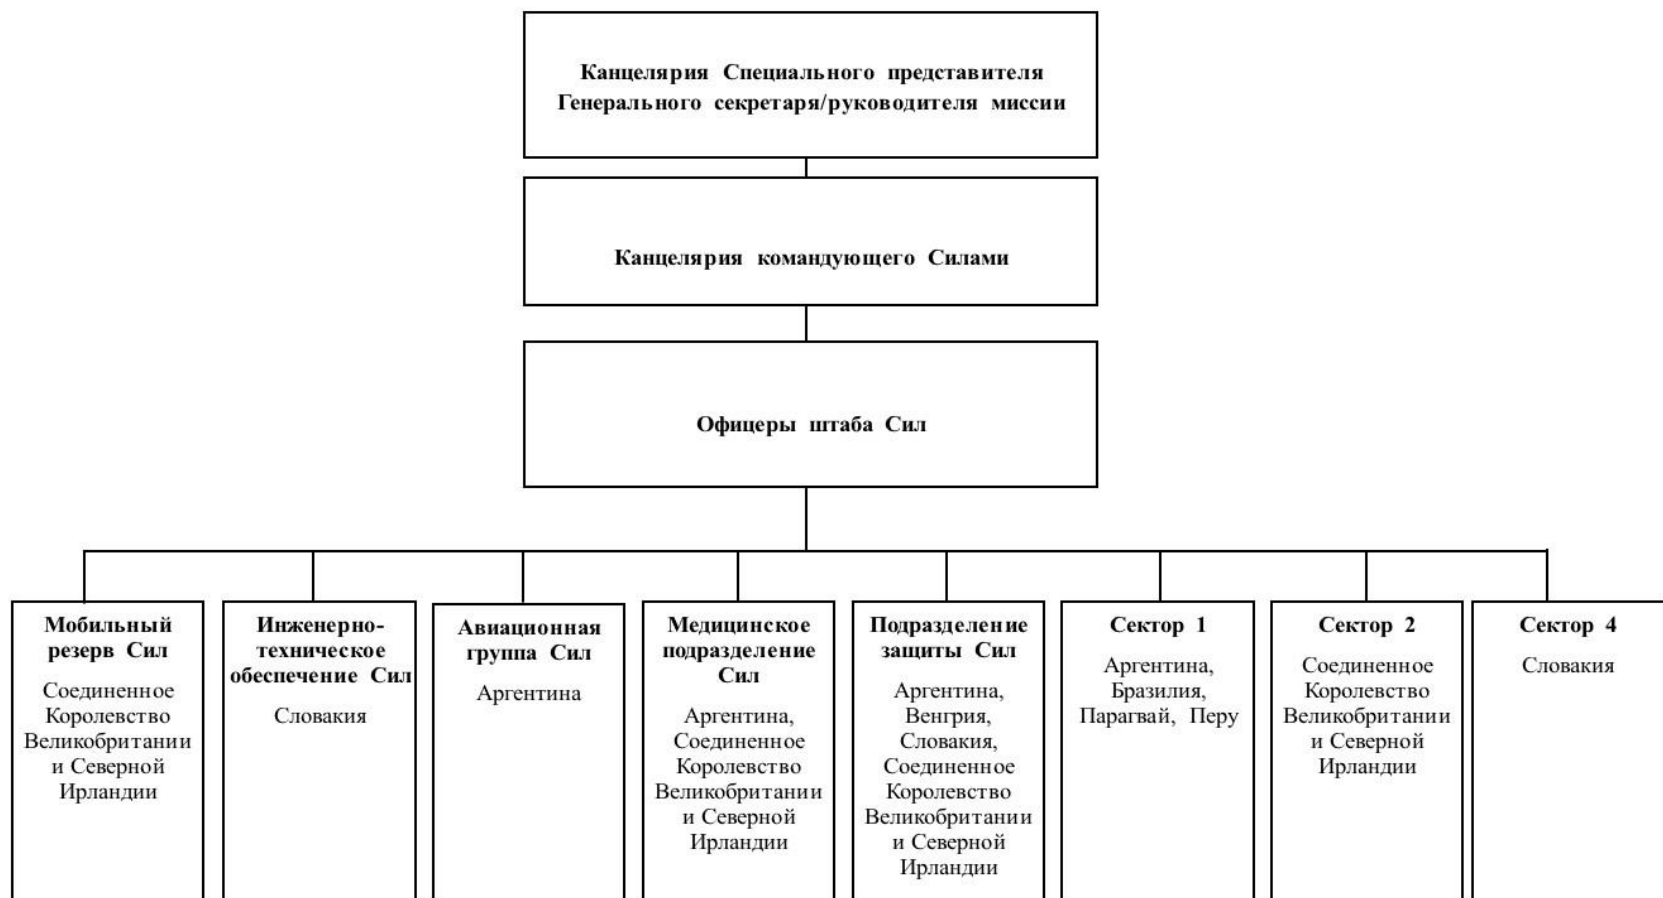 Канцелярия Специального представителя
Генерального секретаря/руководителя миссии
Канцелярия командующего Силами
Офицеры штаба Сил
Мобильный
резерв Сил
Соединенное
Королевство
Великобритании
и Северной
Ирландии
Инженерно-
техническое
обеспечение Сил
Словакия
Авиационная
группа Сил
Аргентина
Медицинское
подразделение
Сил
Аргентина,
Соединенное
Королевство
Великобритании
и Северной
Ирландии
Подразделение
защиты Сил
Аргентина,
Венгрия,
Словакия,
Соединенное
Королевство
Великобритании
и Северной
Ирландии
Сектор 1
Аргентина,
Бразилия,
Парагвай, Перу
Сектор 2
Соединенное
Королевство
Великобритании
и Северной
Ирландии
Сектор 4
Словакия